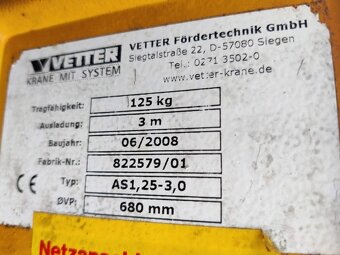 VETTER
KRANE MIT SYSTEM
VETTER Fördertechnik GmbH
Siegtalstraße 22, D-57080 Siegen
Tel.: 0271 3502-0
www.vetter-krane.de
Tragfähigkeit: 125 kg
Ausladung: 3 m
Baujahr: 06/2008
Fabrik-Nr.: 822579/01
CE Typ: AS1,25-3,0
ØVP: 680 mm